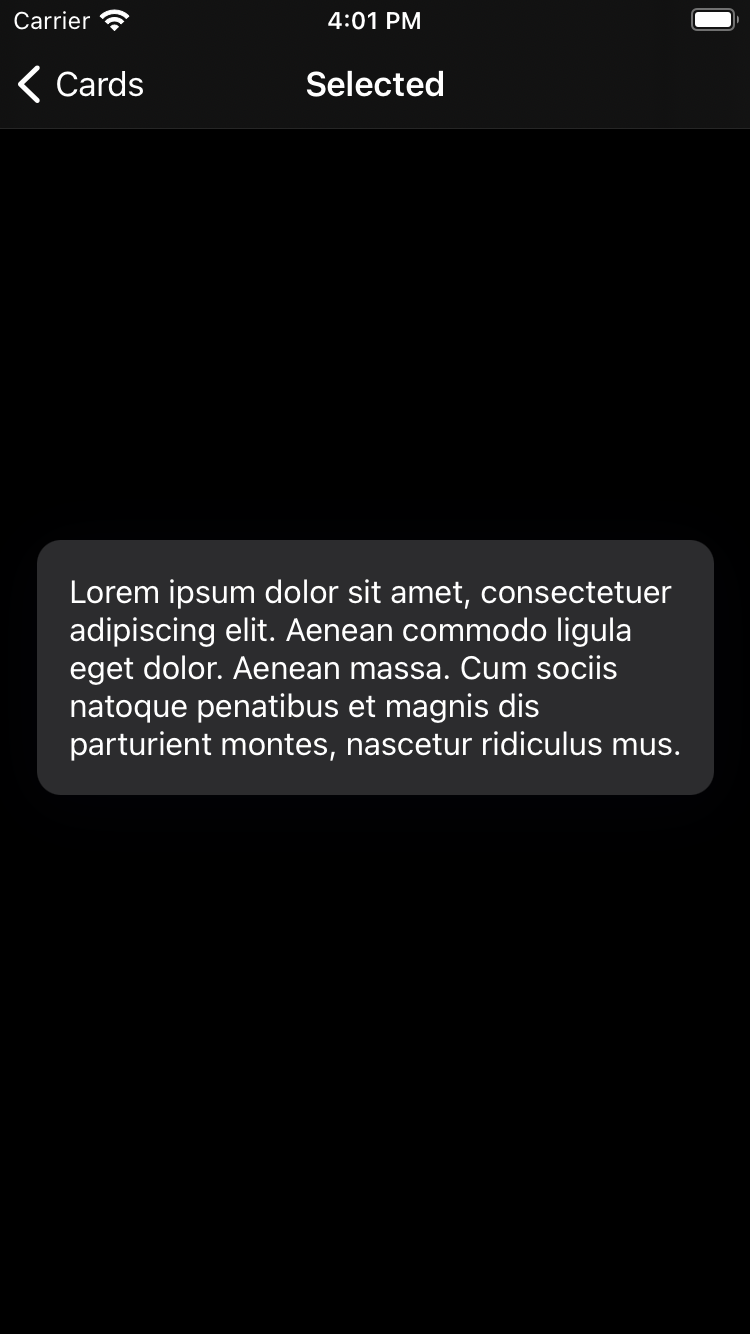 Carrier 4:01 PM
Cards Selected
Lorem ipsum dolor sit amet, consectetuer
adipiscing elit. Aenean commodo ligula
eget dolor. Aenean massa. Cum sociis
natoque penatibus et magnis dis
parturient montes, nascetur ridiculus mus.